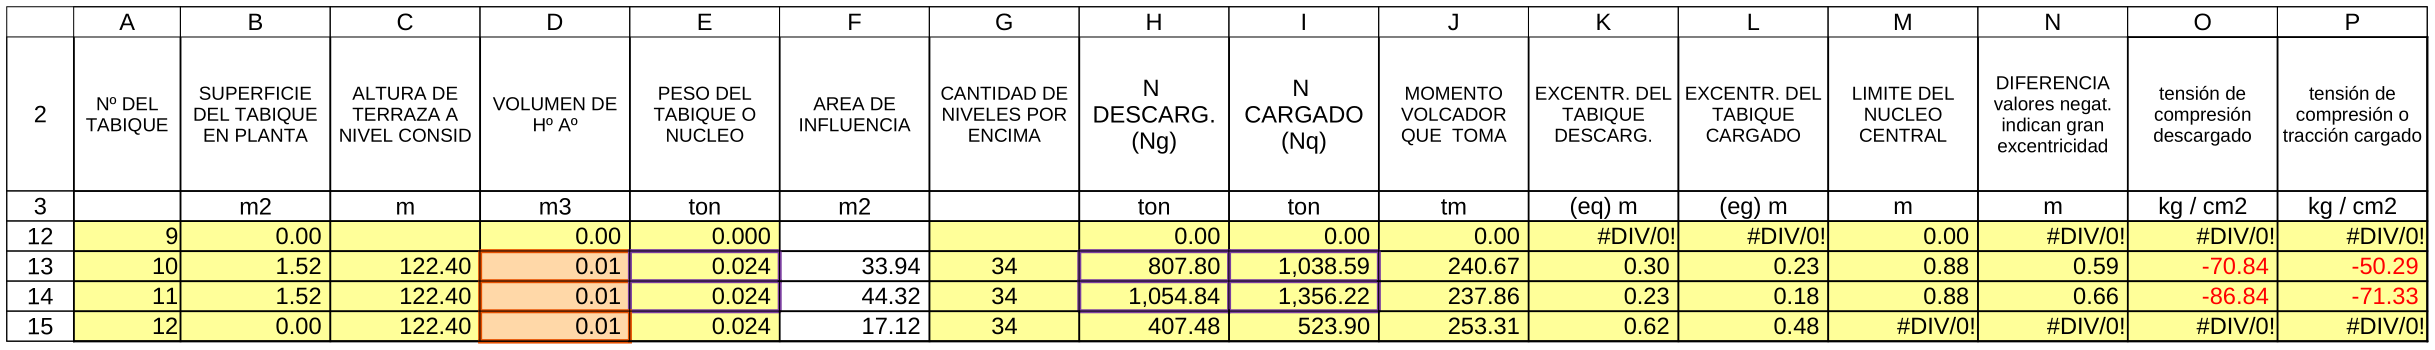 A B C D E F G H I J K L M N O P
2 Nº DEL TABIQUE SUPERFICIE DEL TABIQUE EN PLANTA ALTURA DE TERRAZA A NIVEL CONSID VOLUMEN DE Hº Aº PESO DEL TABIQUE O NUCLEO AREA DE INFLUENCIA CANTIDAD DE NIVELES POR ENCIMA N DESCARG. (Ng) N CARGADO (Nq) MOMENTO VOLCADOR QUE TOMA EXCENTR. DEL TABIQUE DESCARG. EXCENTR. DEL TABIQUE CARGADO LIMITE DEL NUCLEO CENTRAL DIFERENCIA valores negat. indican gran excentricidad tensión de compresión descargado tensión de compresión o tracción cargado
3 m2 m m3 ton m2 ton ton tm (eq) m (eg) m m m kg / cm2 kg / cm2
12 9 0.00 0.00 0.000 0.00 0.00 0.00 #DIV/0! #DIV/0! 0.00 #DIV/0! #DIV/0! #DIV/0!
13 10 1.52 122.40 0.01 0.024 33.94 34 807.80 1,038.59 240.67 0.30 0.23 0.88 0.59 -70.84 -50.29
14 11 1.52 122.40 0.01 0.024 44.32 34 1,054.84 1,356.22 237.86 0.23 0.18 0.88 0.66 -86.84 -71.33
15 12 0.00 122.40 0.01 0.024 17.12 34 407.48 523.90 253.31 0.62 0.48 #DIV/0! #DIV/0! #DIV/0! #DIV/0!